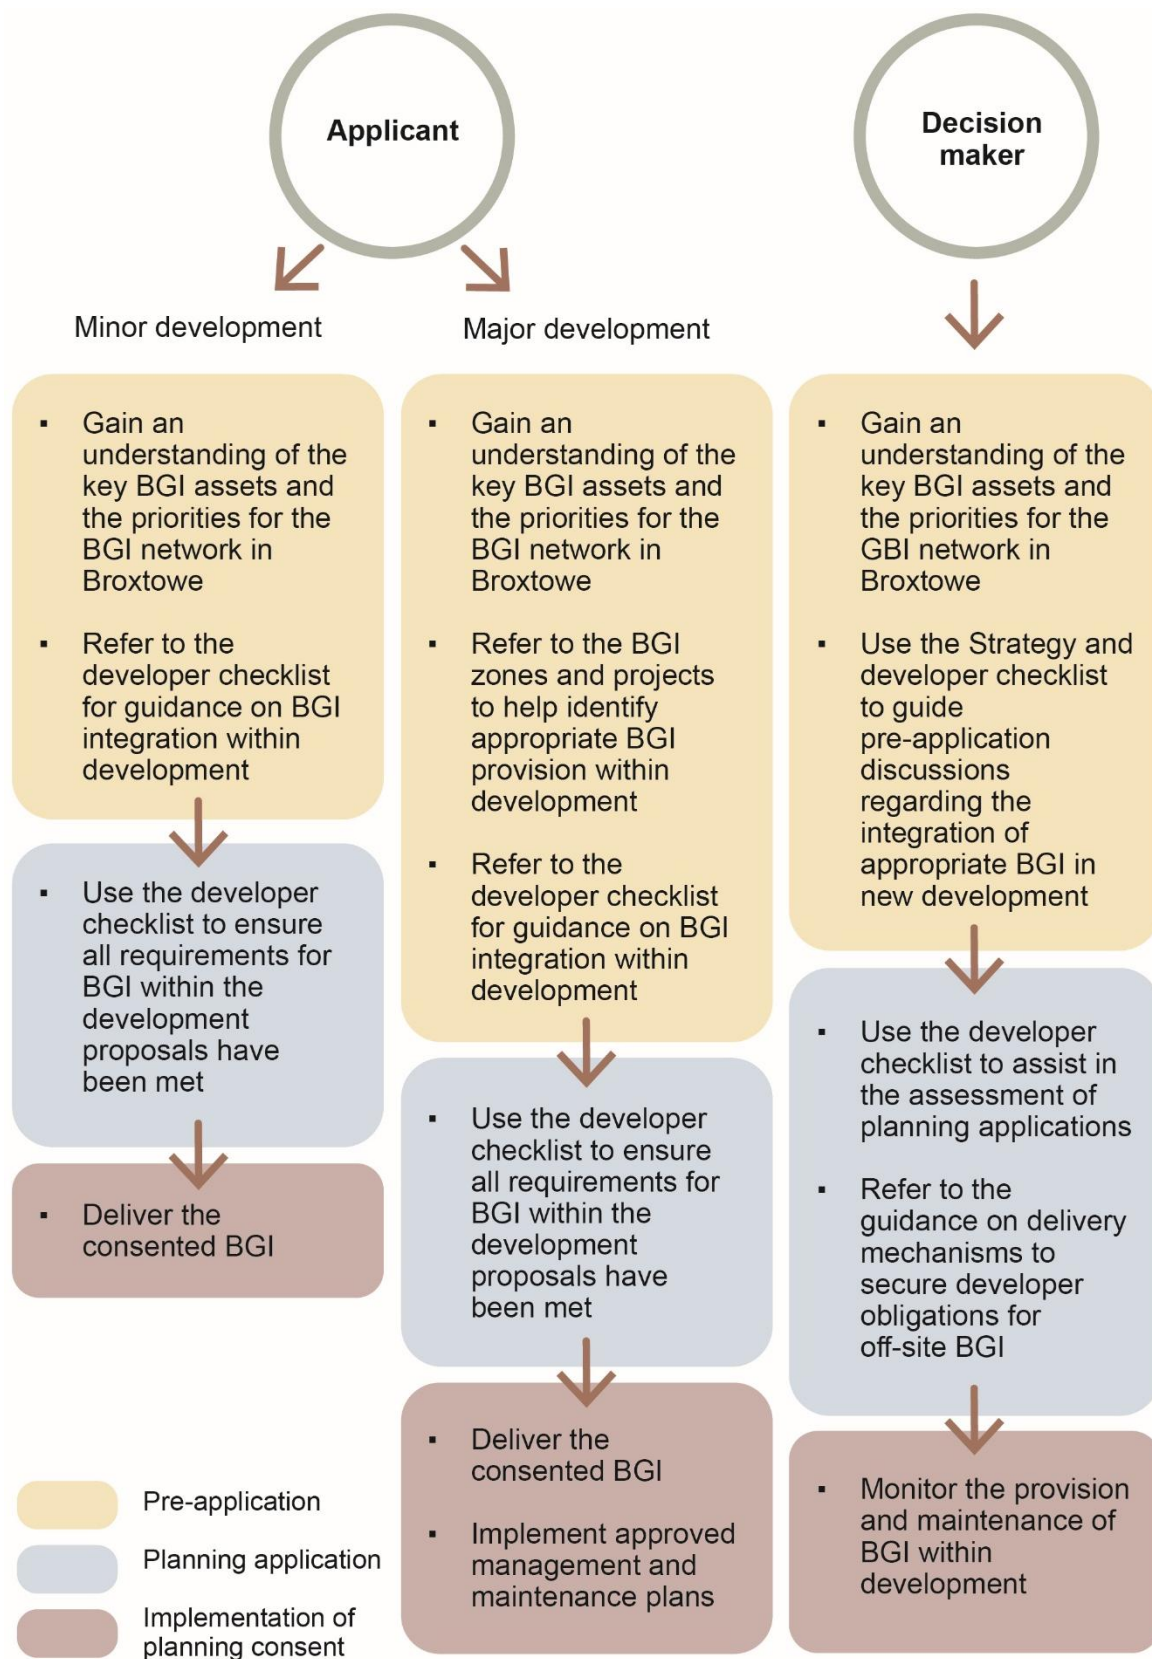 Applicant
Decision
maker
Minor development
Major development
▪ Gain an
understanding of the
key BGI assets and
the priorities for the
BGI network in
Broxtowe
▪ Refer to the
developer checklist
for guidance on BGI
integration within
development
▪ Use the developer
checklist to ensure
all requirements for
BGI within the
development
proposals have
been met
▪ Deliver the
consented BGI
▪ Gain an
understanding of the
key BGI assets and
the priorities for the
BGI network in
Broxtowe
▪ Refer to the BGI
zones and projects
to help identify
appropriate BGI
provision within
development
▪ Refer to the
developer checklist
for guidance on BGI
integration within
development
▪ Use the developer
checklist to ensure
all requirements for
BGI within the
development
proposals have
been met
▪ Deliver the
consented BGI
▪ Implement approved
management and
maintenance plans
▪ Gain an
understanding of the
key BGI assets and
the priorities for the
GBI network in
Broxtowe
▪ Use the Strategy and
developer checklist
to guide
pre-application
discussions
regarding the
integration of
appropriate BGI in
new development
▪ Use the developer
checklist to assist in
the assessment of
planning applications
▪ Refer to the
guidance on delivery
mechanisms to
secure developer
obligations for
off-site BGI
▪ Monitor the provision
and maintenance of
BGI within
development
Pre-application
Planning application
Implementation of
planning consent